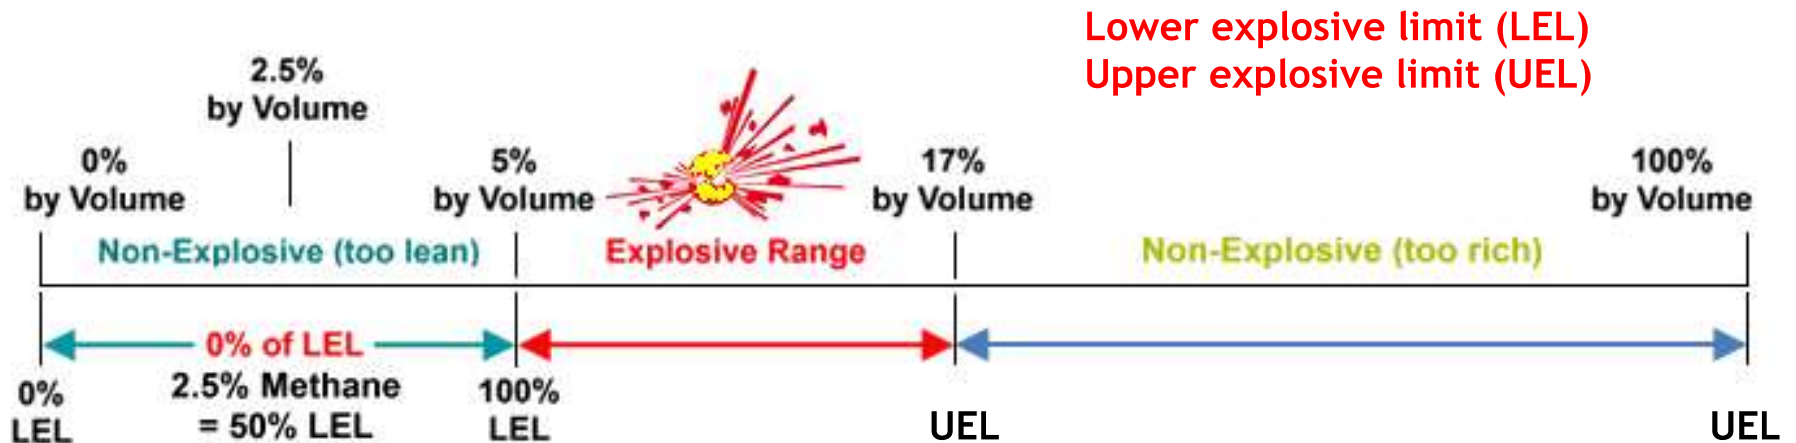 Lower explosive limit (LEL)
Upper explosive limit (UEL)
2.5%
by Volume
0%
by Volume
5%
by Volume
17%
by Volume
100%
by Volume
Non-Explosive (too lean)
Explosive Range
Non-Explosive (too rich)
0% of LEL
0%
LEL
2.5% Methane
= 50% LEL
100%
LEL
UEL
UEL